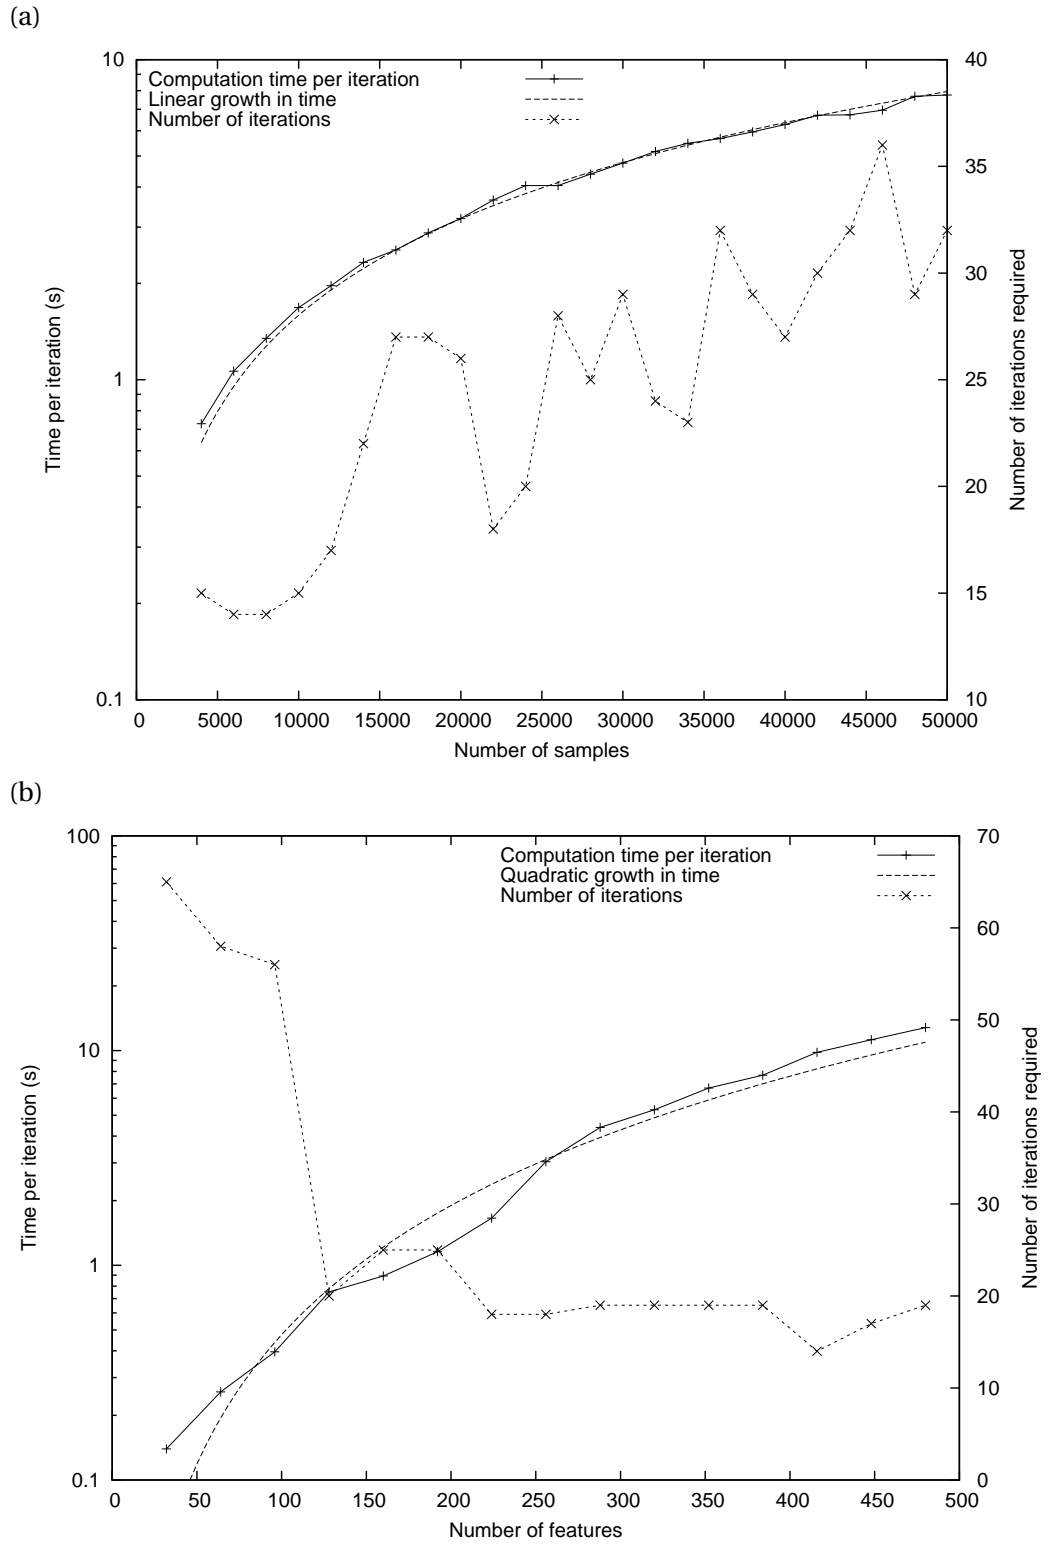 (a)
10
40
Computation time per iteration
Linear growth in time
Number of iterations
35
30
Time per iteration (s)
Number of iterations required
1
25
20
15
0.1
10
0 5000 10000 15000 20000 25000 30000 35000 40000 45000 50000
Number of samples
(b)
100
70
Computation time per iteration
Quadratic growth in time
Number of iterations
60
50
10
40
Time per iteration (s)
Number of iterations required
30
1
20
10
0.1
0
0 50 100 150 200 250 300 350 400 450 500
Number of features